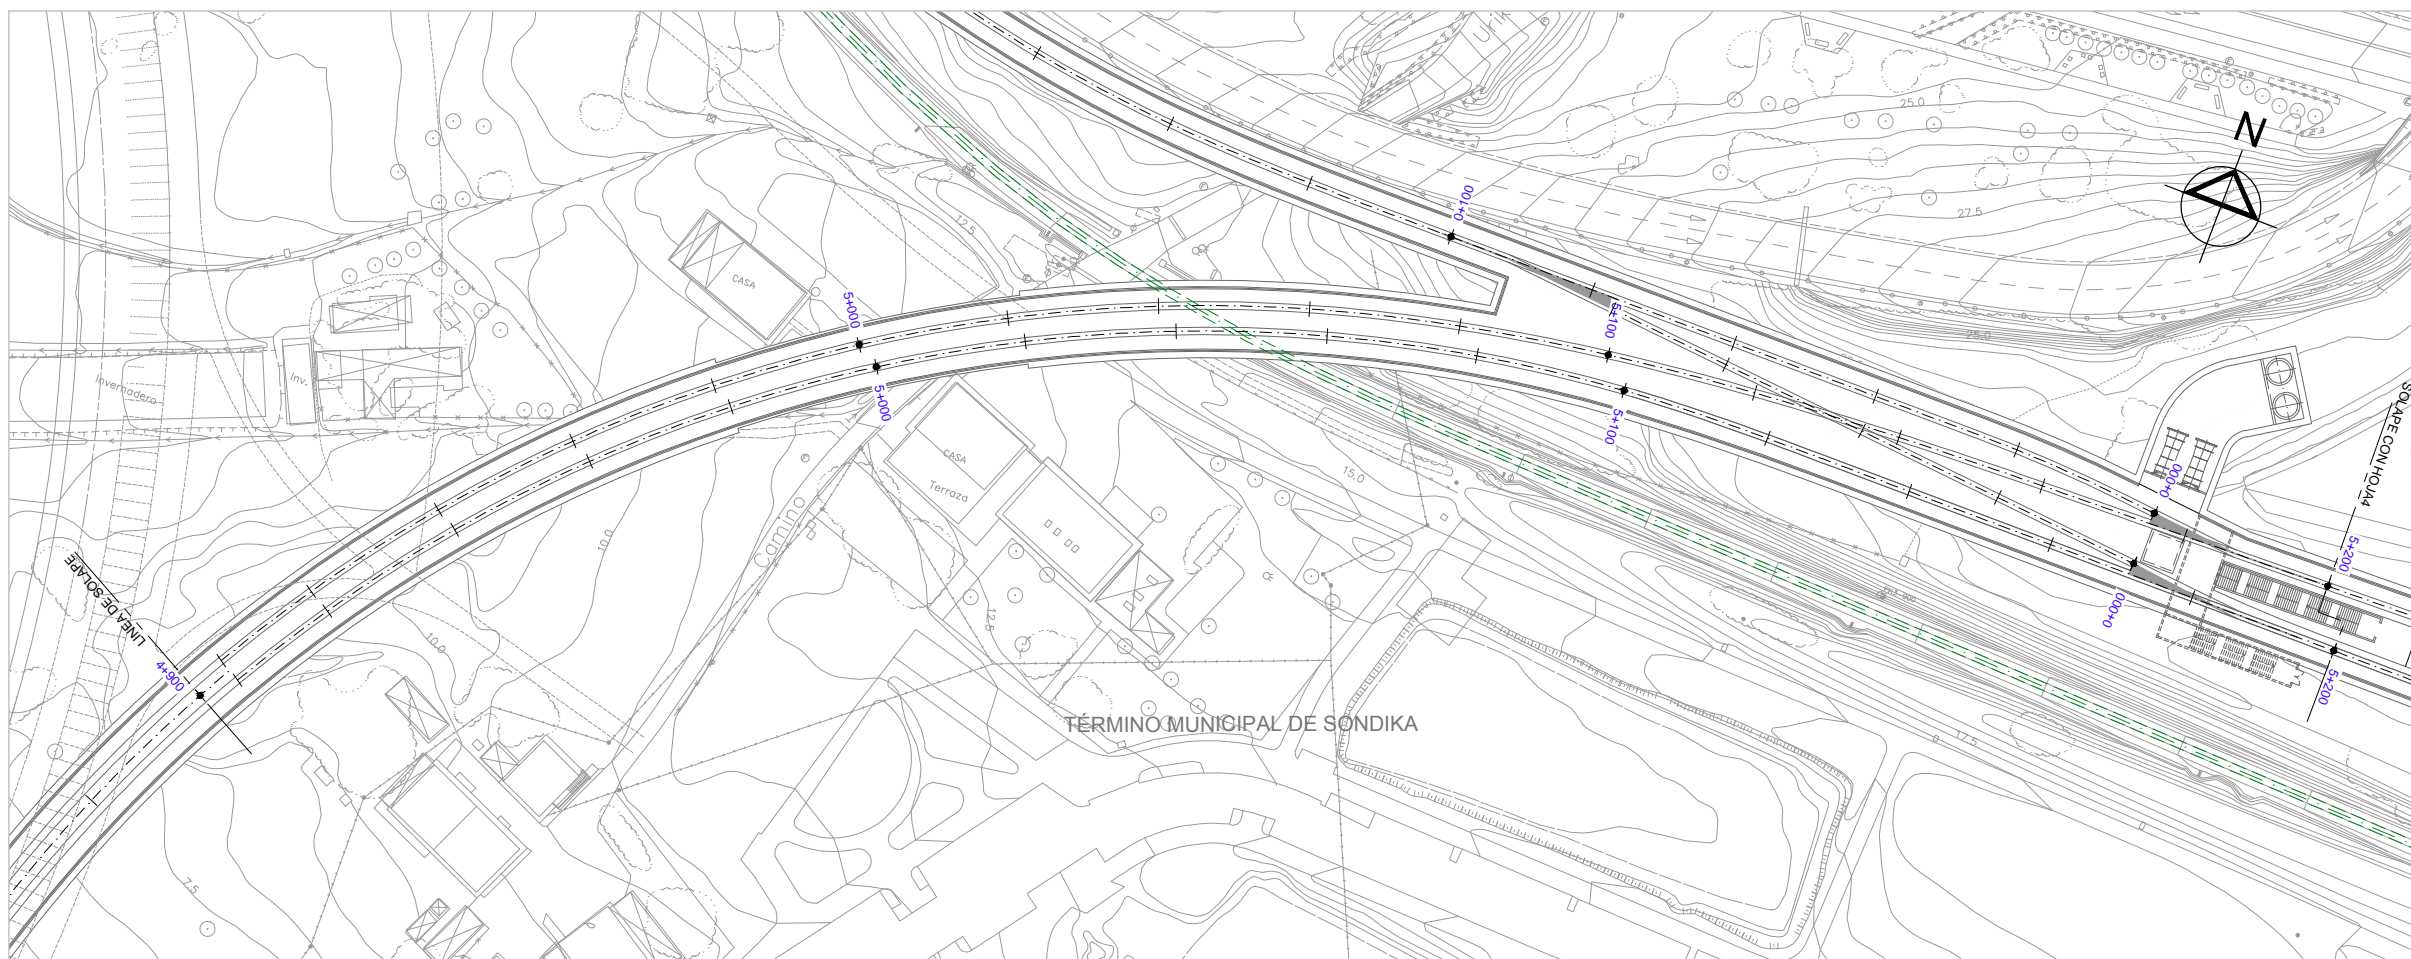 N
25.0
0+100
27.5
12.5
CASA
5+000
5+100
25.0
Invernadero
Inv.
5+000
SOLAPE CON HOJA4
5+100
CASA
Terraza
15.0
0+000
Camino
10.0
LINEA DE SOLAPE
5+200
0+000
12.5
10.0
4+900
5+200
TÉRMINO MUNICIPAL DE SONDIKA
17.5
7.5